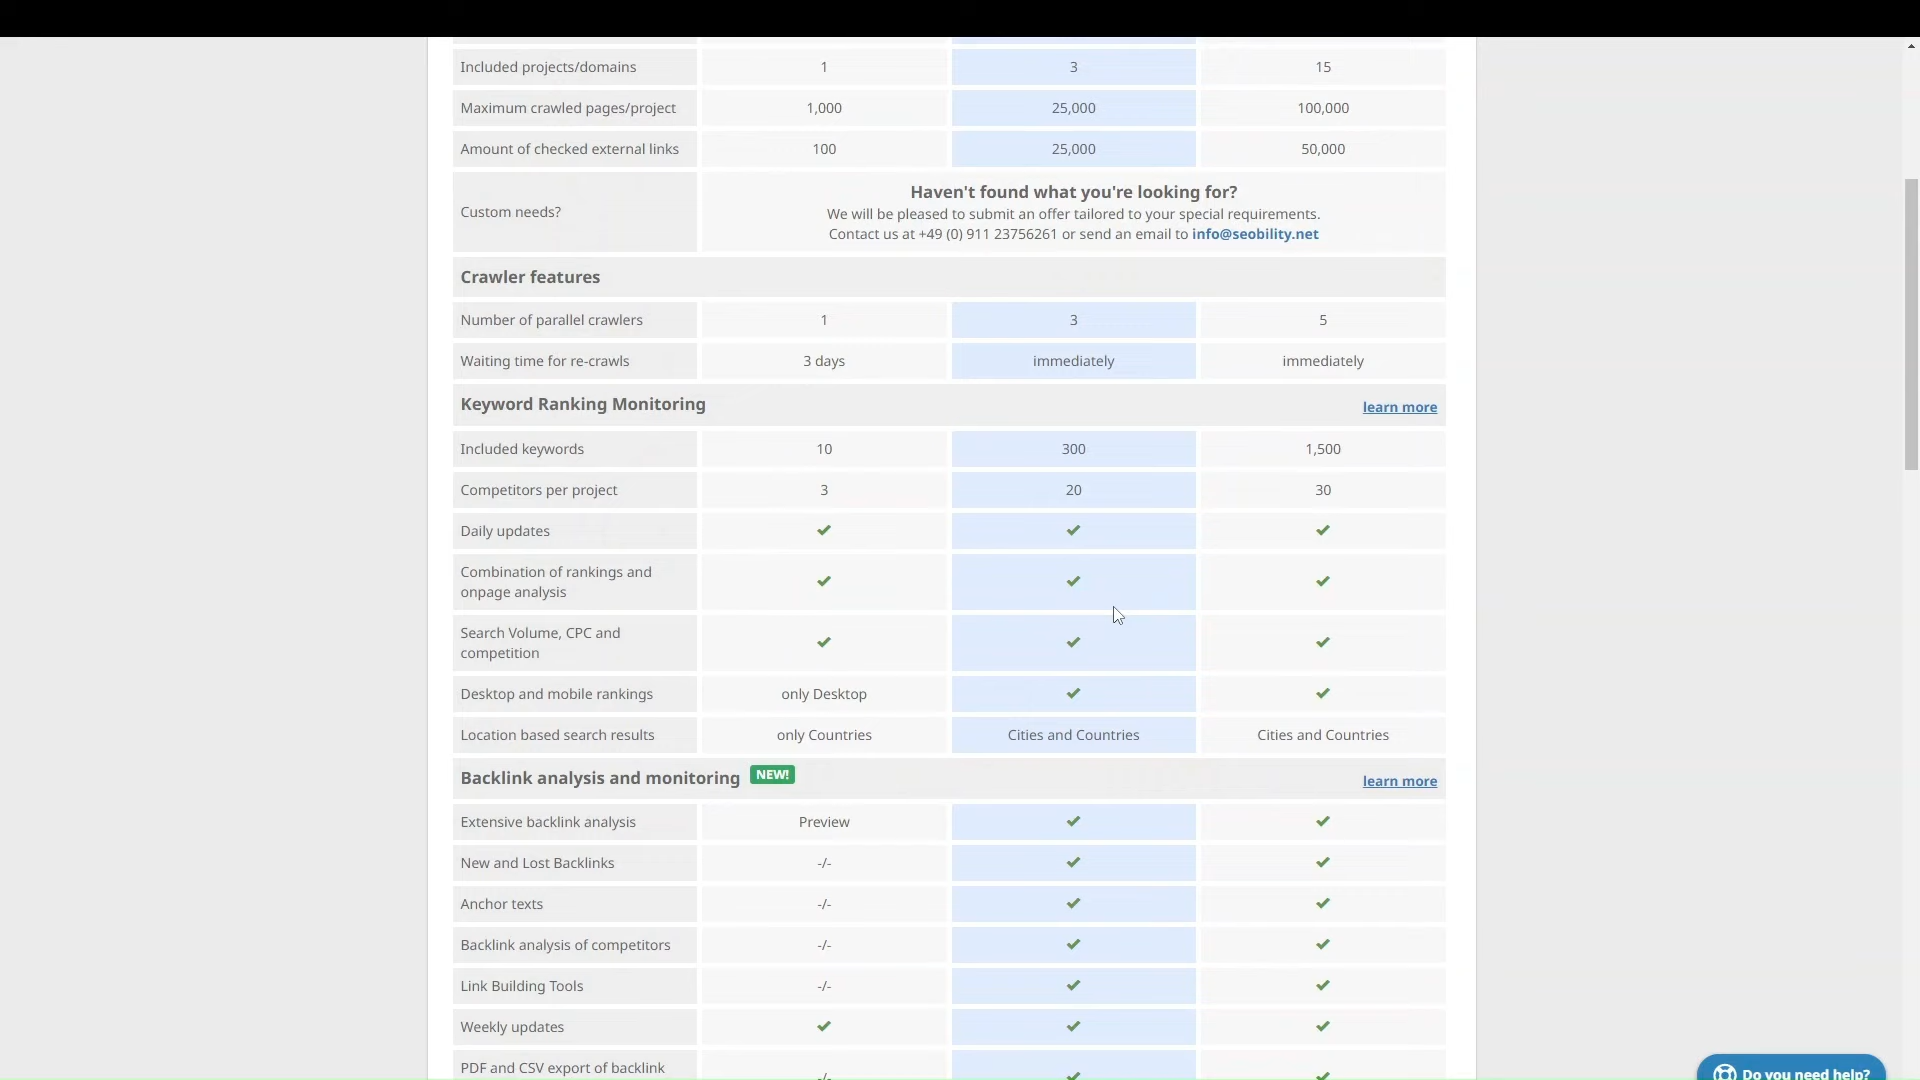 Included projects/domains 1 3 15
Maximum crawled pages/project 1,000 25,000 100,000
Amount of checked external links 100 25,000 50,000
Custom needs?
Haven't found what you're looking for?
We will be pleased to submit an offer tailored to your special requirements.
Contact us at +49 (0) 911 23756261 or send an email to info@seobility.net
Crawler features
Number of parallel crawlers 1 3 5
Waiting time for re-crawls 3 days immediately immediately
Keyword Ranking Monitoring learn more
Included keywords 10 300 1,500
Competitors per project 3 20 30
Daily updates
Combination of rankings and
onpage analysis
Search Volume, CPC and
competition
Desktop and mobile rankings only Desktop
Location based search results only Countries Cities and Countries Cities and Countries
Backlink analysis and monitoring NEW! learn more
Extensive backlink analysis Preview
New and Lost Backlinks -/-
Anchor texts -/-
Backlink analysis of competitors -/-
Link Building Tools -/-
Weekly updates
PDF and CSV export of backlink -/-
Do you need help?